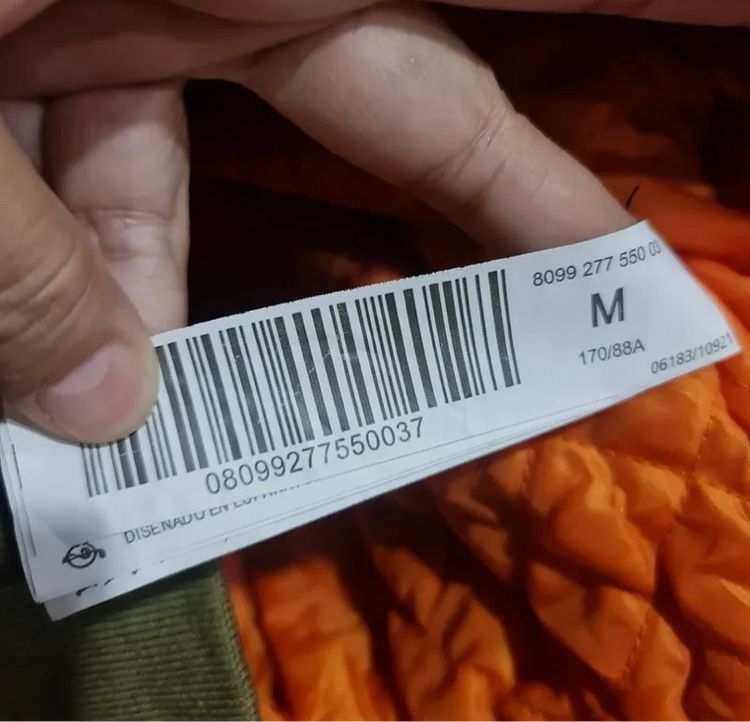 8099 277 550 03
M
170/88A
06183/10921
08099277550037
DISEÑADO EN